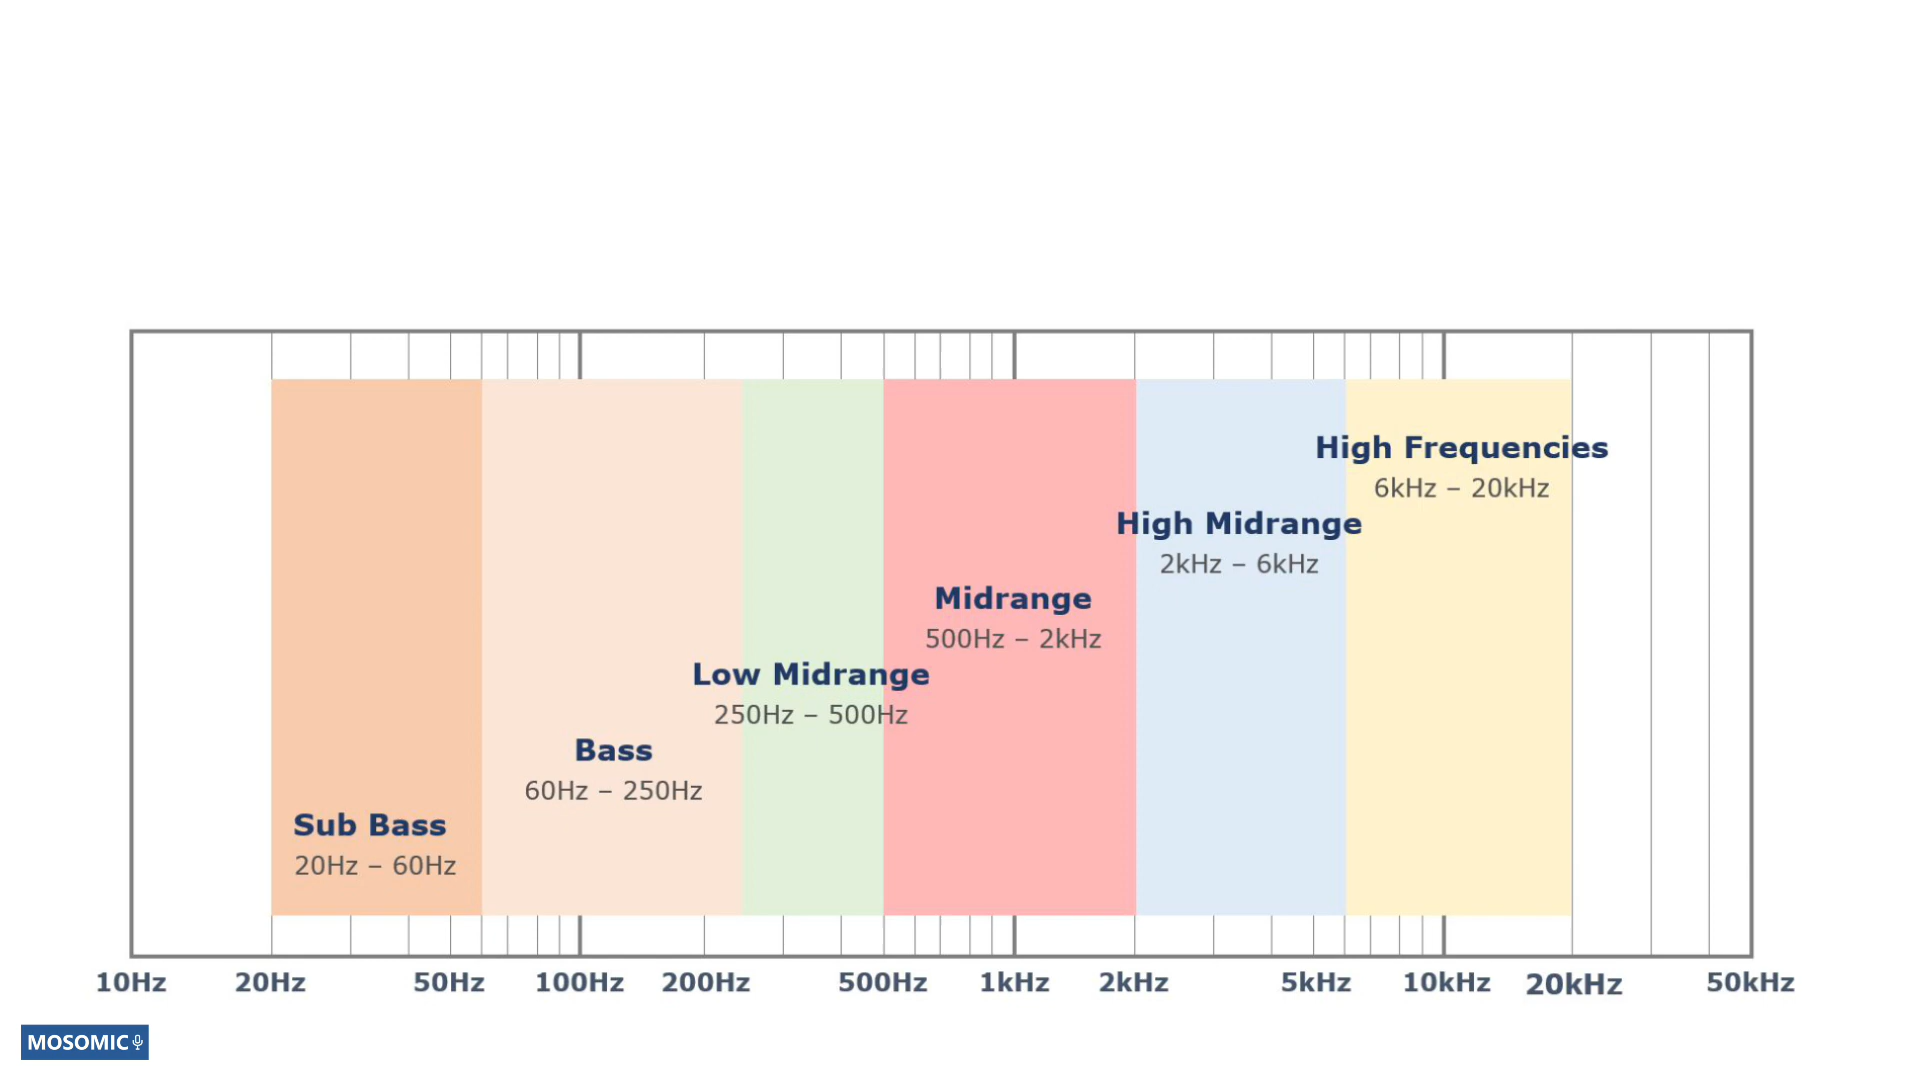 High Frequencies
6kHz – 20kHz
High Midrange
2kHz – 6kHz
Midrange
500Hz – 2kHz
Low Midrange
250Hz – 500Hz
Bass
60Hz – 250Hz
Sub Bass
20Hz – 60Hz
10Hz 20Hz 50Hz 100Hz 200Hz 500Hz 1kHz 2kHz 5kHz 10kHz 20kHz 50kHz
MOSOMIC